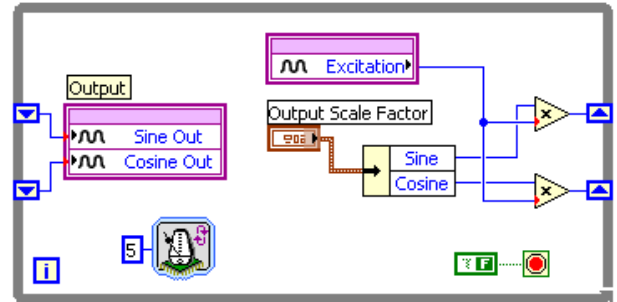 Output
Sine Out
Cosine Out
Excitation
Output Scale Factor
Sine
Cosine
5
i
F